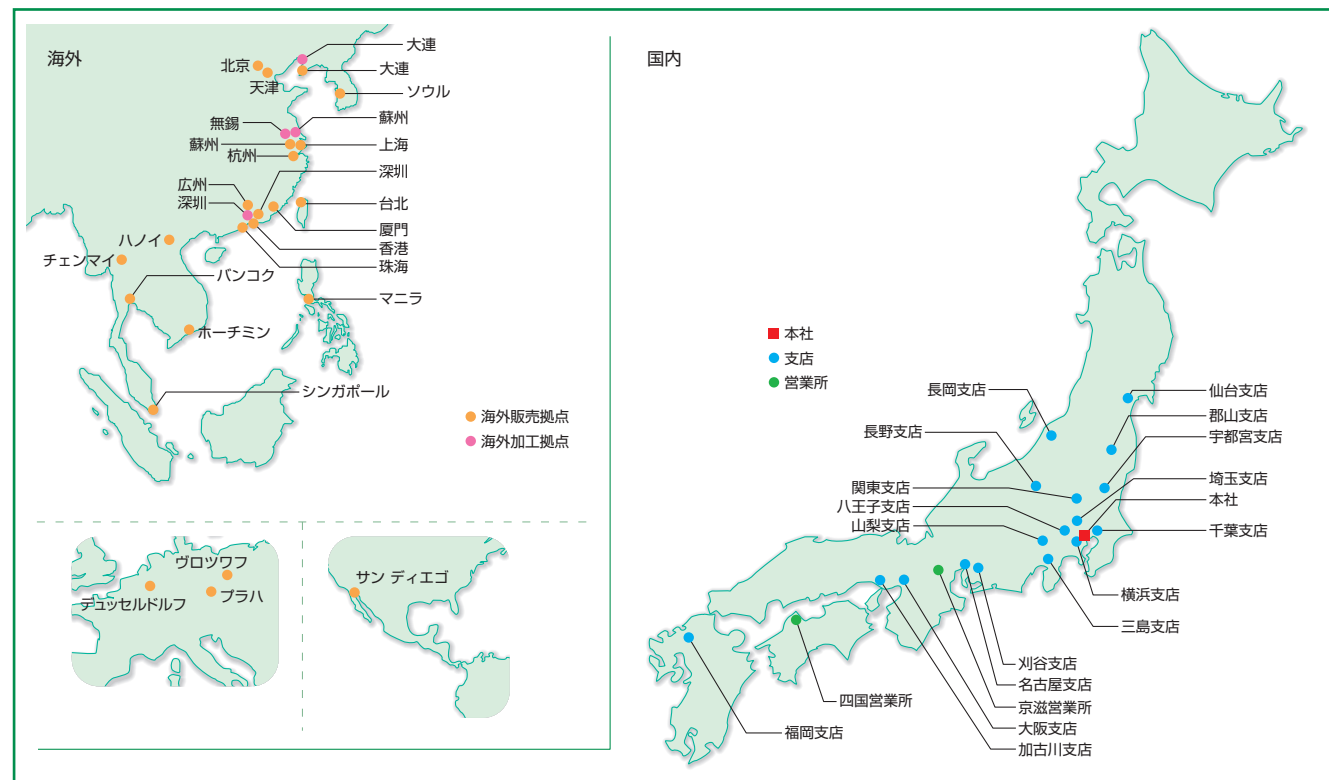 海外
大連
北京
大連
天津
ソウル
蘇州
無錫
蘇州
上海
杭州
深圳
広州
深圳
台北
厦門
香港
珠海
ハノイ
チェンマイ
バンコク
マニラ
ホーチミン
シンガポール
海外販売拠点
海外加工拠点
ヴロツワフ
デュッセルドルフ
プラハ
サン ディエゴ
国内
本社
支店
営業所
長岡支店
仙台支店
郡山支店
長野支店
宇都宮支店
関東支店
埼玉支店
八王子支店
本社
山梨支店
千葉支店
横浜支店
三島支店
刈谷支店
名古屋支店
四国営業所
京滋営業所
福岡支店
大阪支店
加古川支店